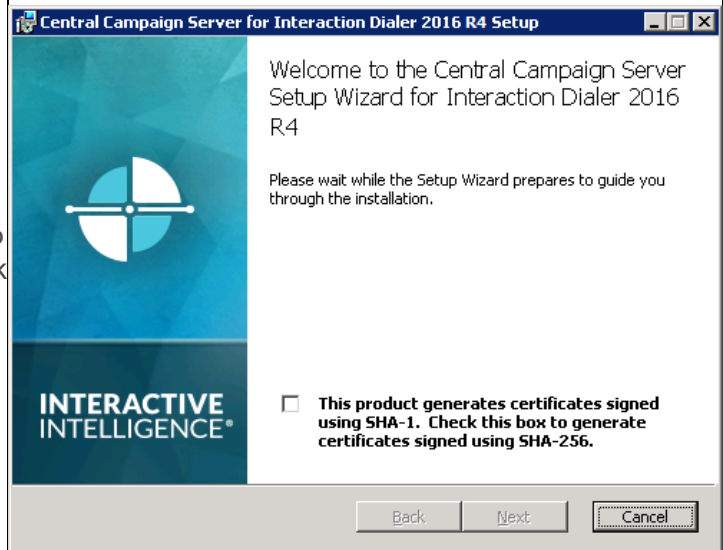 Central Campaign Server for Interaction Dialer 2016 R4 Setup
Welcome to the Central Campaign Server
Setup Wizard for Interaction Dialer 2016
R4
Please wait while the Setup Wizard prepares to guide you
through the installation.
INTERACTIVE
INTELLIGENCE®
This product generates certificates signed
using SHA-1. Check this box to generate
certificates signed using SHA-256.
Back
Next
Cancel